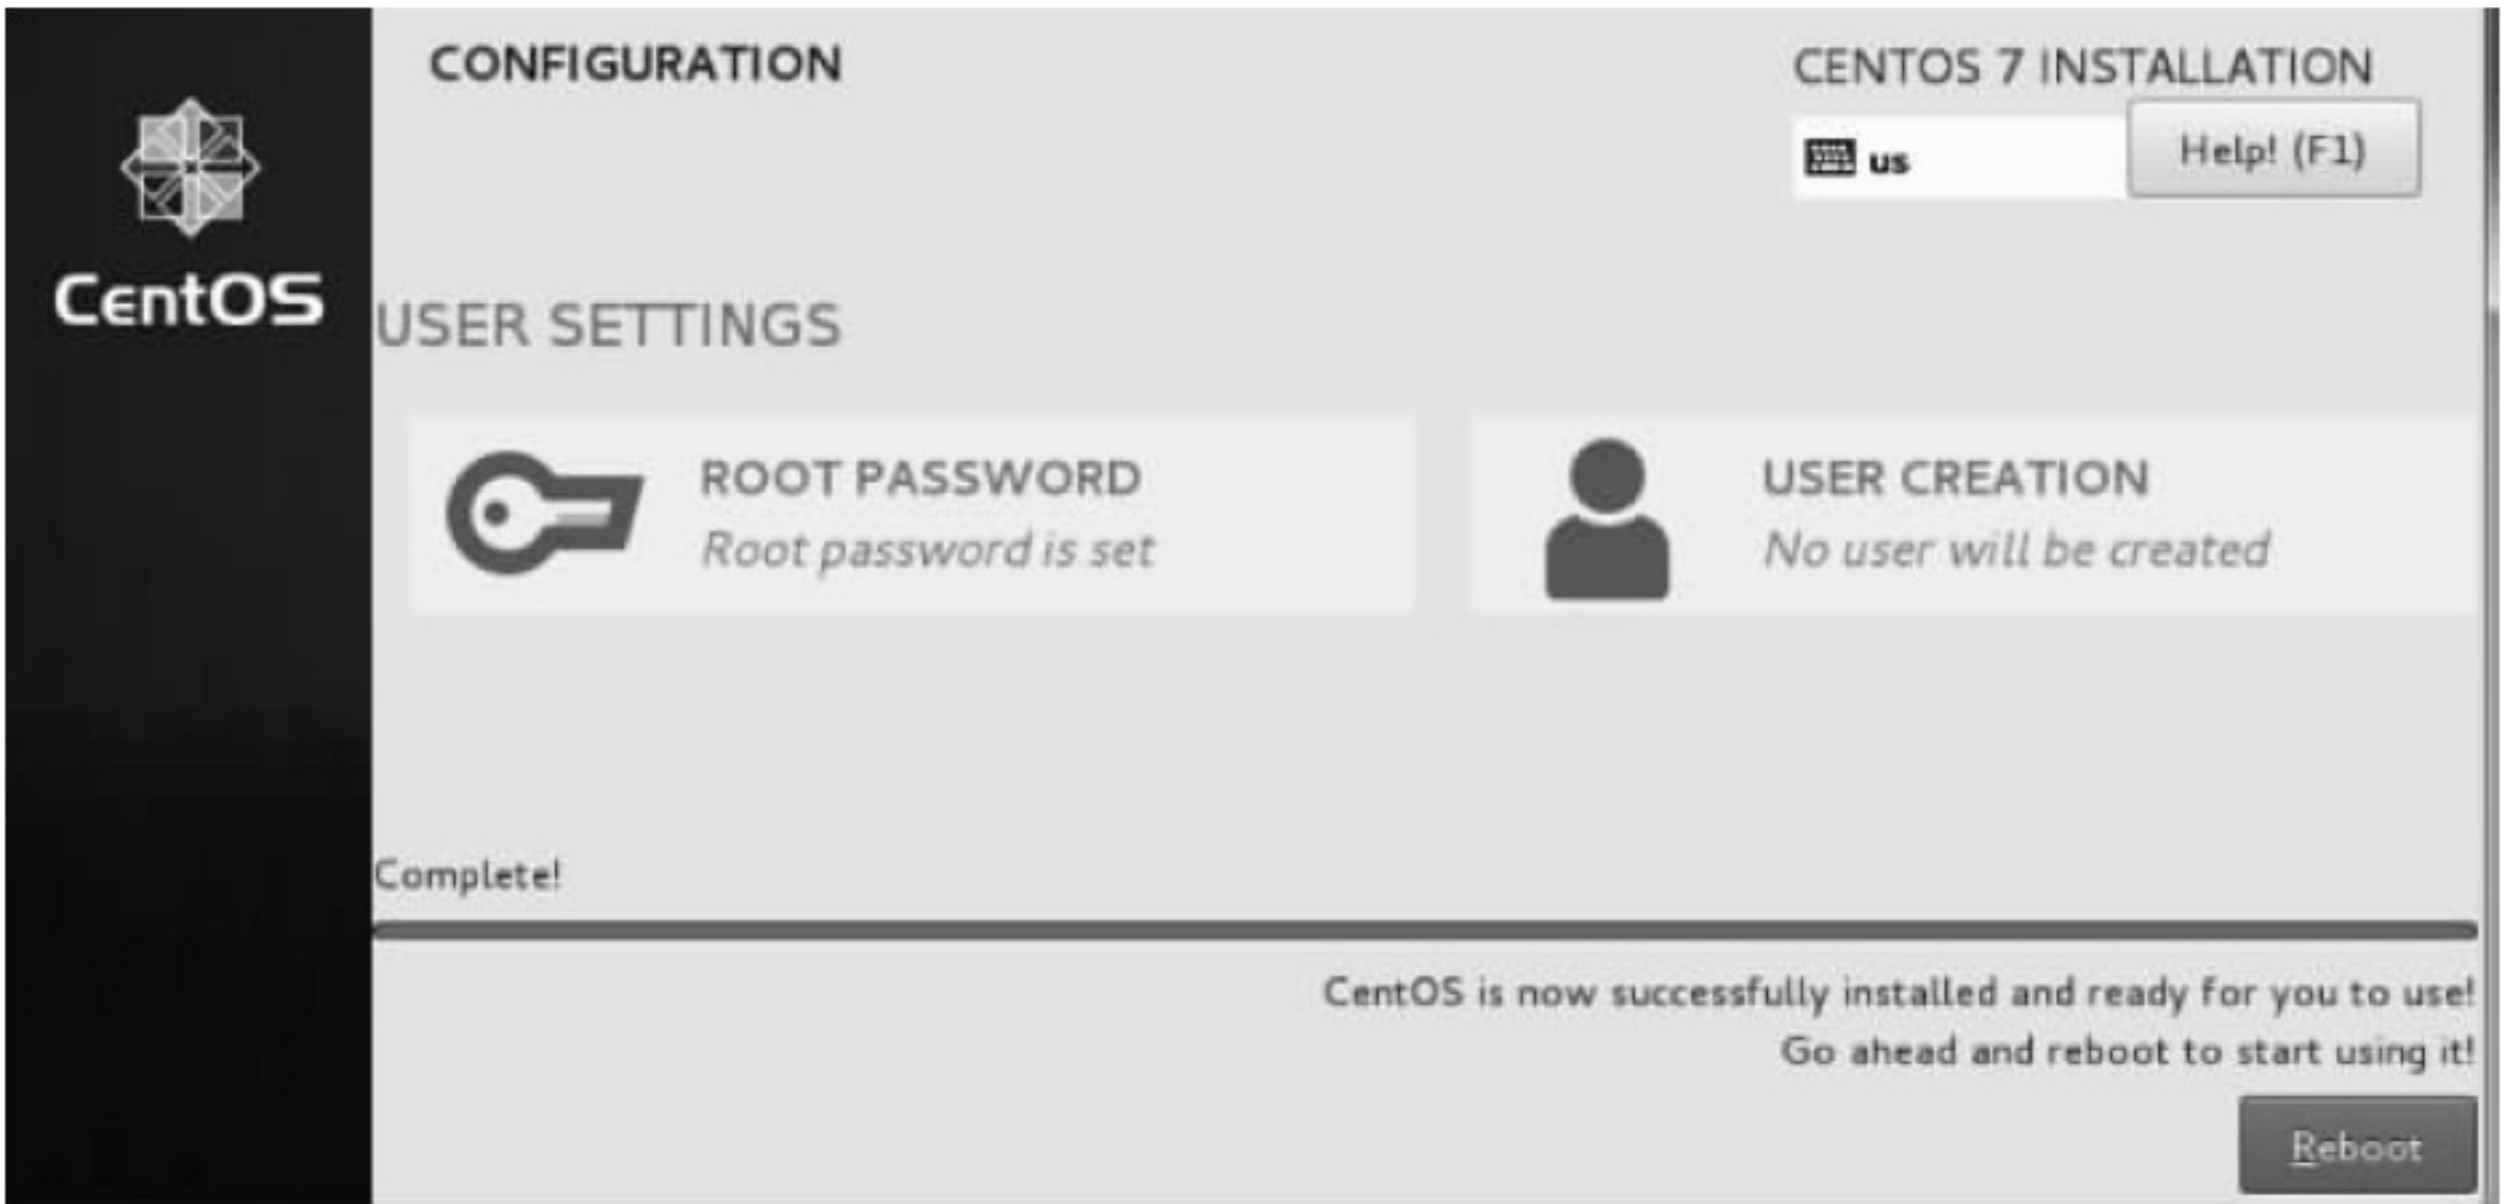 CONFIGURATION
CENTOS 7 INSTALLATION
us
Help! (F1)
CentOS
USER SETTINGS
ROOT PASSWORD
Root password is set
USER CREATION
No user will be created
Complete!
CentOS is now successfully installed and ready for you to use!
Go ahead and reboot to start using it!
Reboot